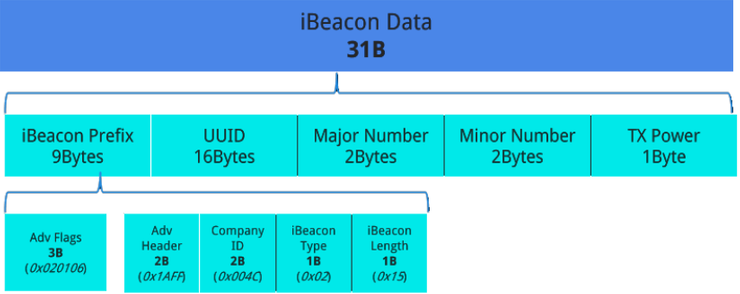 iBeacon Data
31B
iBeacon Prefix
9Bytes
UUID
16Bytes
Major Number
2Bytes
Minor Number
2Bytes
TX Power
1Byte
Adv Flags
3B
(0x020106)
Adv
Header
2B
(0x1AFF)
Company
ID
2B
(0x004C)
iBeacon
Type
1B
(0x02)
iBeacon
Length
1B
(0x15)